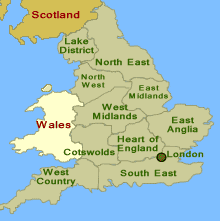 Scotland
Lake
District
North East
North
West
East
Midlands
Wales
West
Midlands
East
Anglia
Heart of
England
Cotswolds
London
West
Country
South East